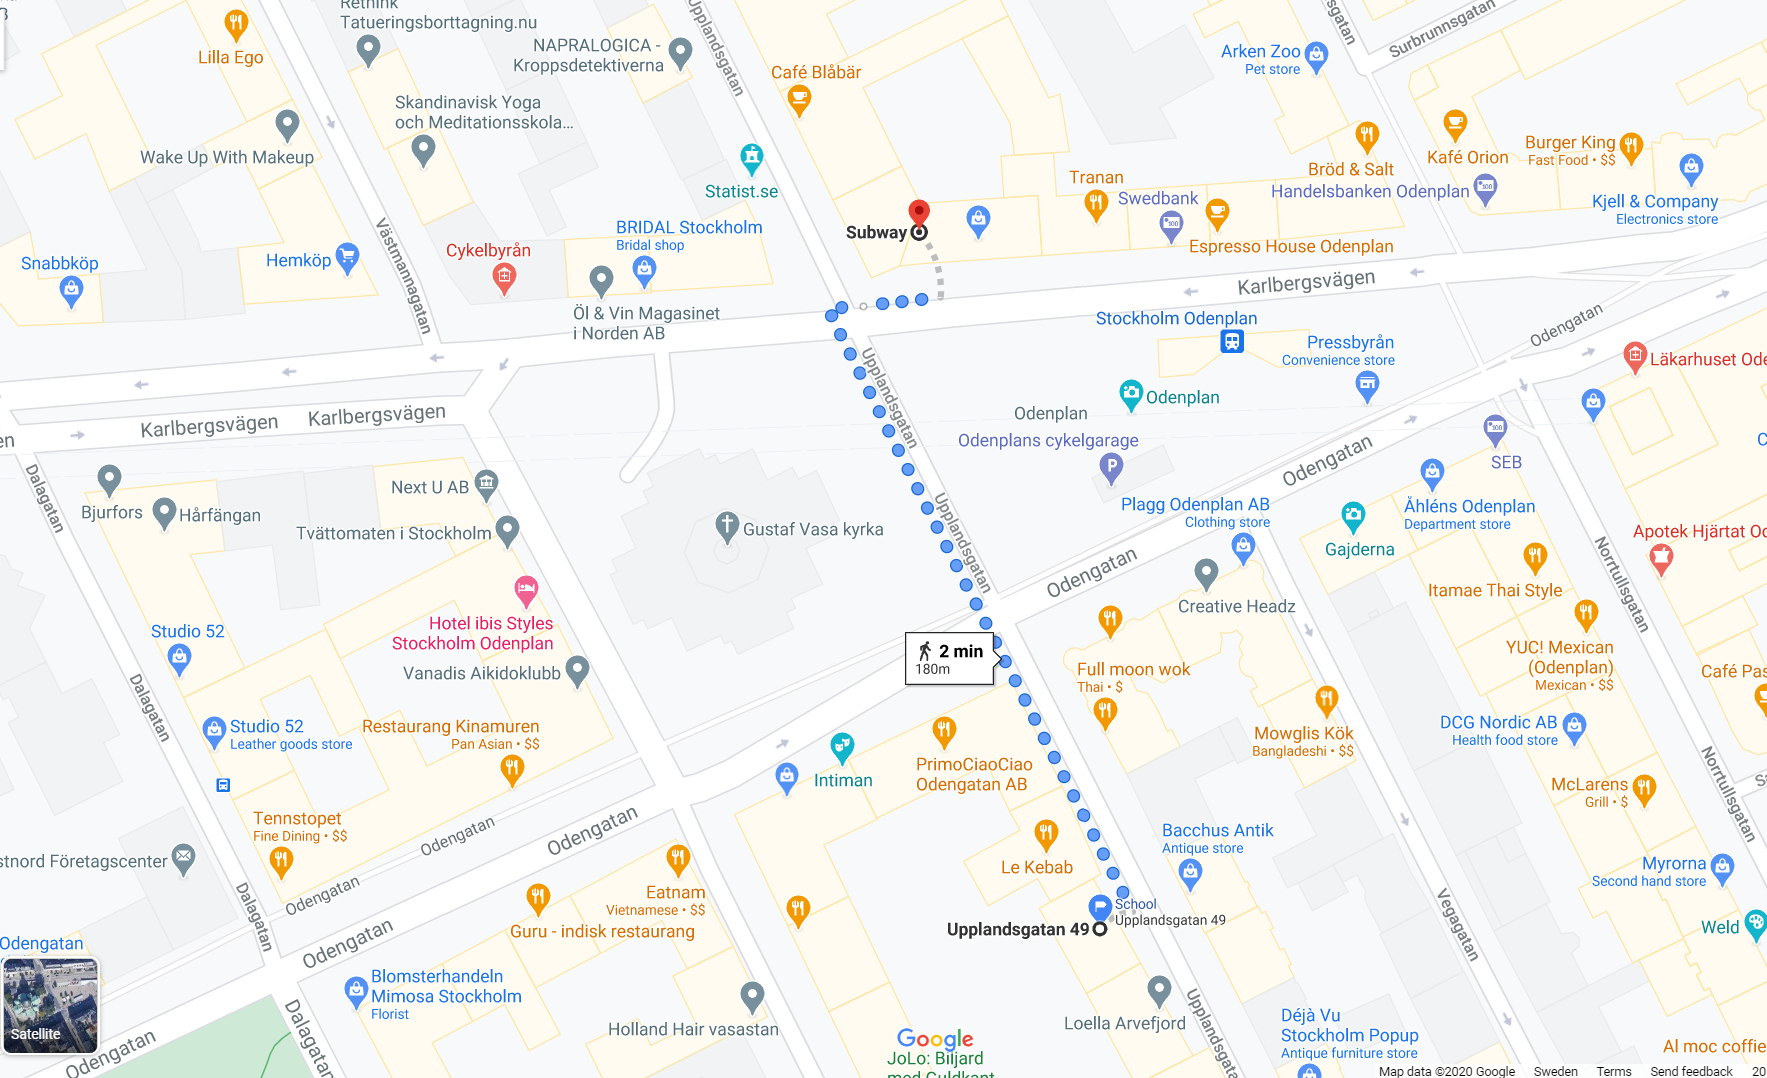 Rethink
Tatueringsborttagning.nu
Lilla Ego
NAPRALOGICA -
Kroppsdetektiverna
Upplandsgatan
Café Blåbär
Arken Zoo
Pet store
Surbrunnsgatan
Skandinavisk Yoga
och Meditationsskola...
Wake Up With Makeup
Statist.se
Tranan
Swedbank
Bröd & Salt
Kafé Orion
Burger King
Fast Food • $$
Handelsbanken Odenplan
Kjell & Company
Electronics store
Espresso House Odenplan
Subway
BRIDAL Stockholm
Bridal shop
Cykelbyrån
Hemköp
Snabbköp
Västmannagatan
Öl & Vin Magasinet
i Norden AB
Karlbergsvägen
Stockholm Odenplan
Pressbyrån
Convenience store
Odengatan
Läkarhuset Ode
Odenplan
Odenplan
Odenplans cykelgarage
P
Upplandsgatan
Karlbergsvägen
Karlbergsvägen
Odengatan
SEB
Plagg Odenplan AB
Clothing store
Åhléns Odenplan
Department store
Gajderna
Apotek Hjärtat Od
Dalagatan
Bjurfors
Hårfängan
Next U AB
Tvättomaten i Stockholm
Gustaf Vasa kyrka
Upplandsgatan
Odengatan
Creative Headz
Itamae Thai Style
Norrtullsgatan
Hotel ibis Styles
Stockholm Odenplan
Studio 52
Vanadis Aikidoklubb
2 min
180m
Full moon wok
Thai • $
YUC! Mexican
(Odenplan)
Mexican • $$
Café Pas
Dalagatan
Studio 52
Leather goods store
Restaurang Kinamuren
Pan Asian • $$
Mowglis Kök
Bangladeshi • $$
DCG Nordic AB
Health food store
Intiman
PrimoCiaoCiao
Odengatan AB
McLarens
Grill • $
Norrtullsgatan
Tennstopet
Fine Dining • $$
Odengatan
Odengatan
Bacchus Antik
Antique store
Le Kebab
stnord Företagscenter
Myrorna
Second hand store
Odengatan
Eatnam
Vietnamese • $$
Guru - indisk restaurang
School
Upplandsgatan 49
Upplandsgatan 49
Weld
Dalagatan
Odengatan
Vegagatan
Odengatan
Blomsterhandeln
Mimosa Stockholm
Florist
Satellite
Odengatan
Dalagatan
Holland Hair vasastan
Loella Arvefjord
Upplandsgata
Déjà Vu
Stockholm Popup
Antique furniture store
Google
JoLo: Biljard
med Guldkant
Al moc coffie
Map data ©2020 Google
Sweden
Terms
Send feedback
20